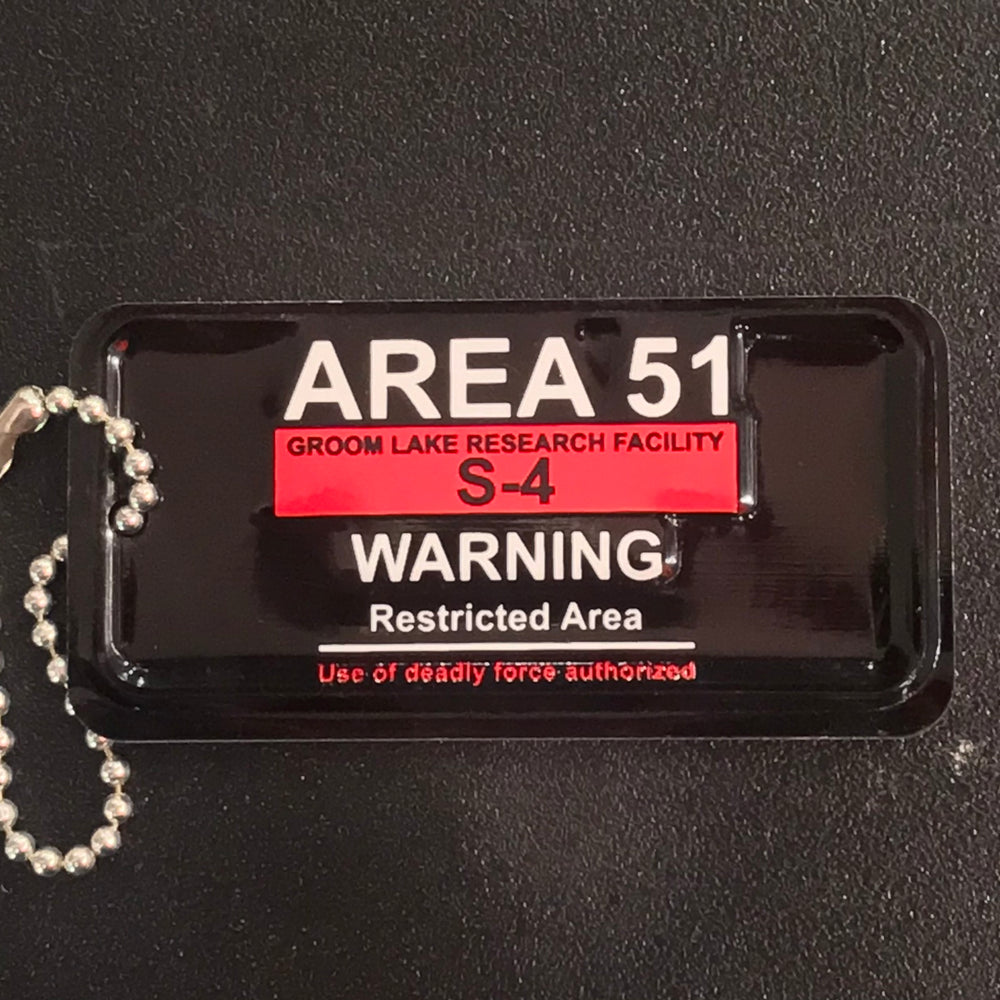 AREA 51
GROOM LAKE RESEARCH FACILITY
S-4
WARNING
Restricted Area
Use of deadly force authorized